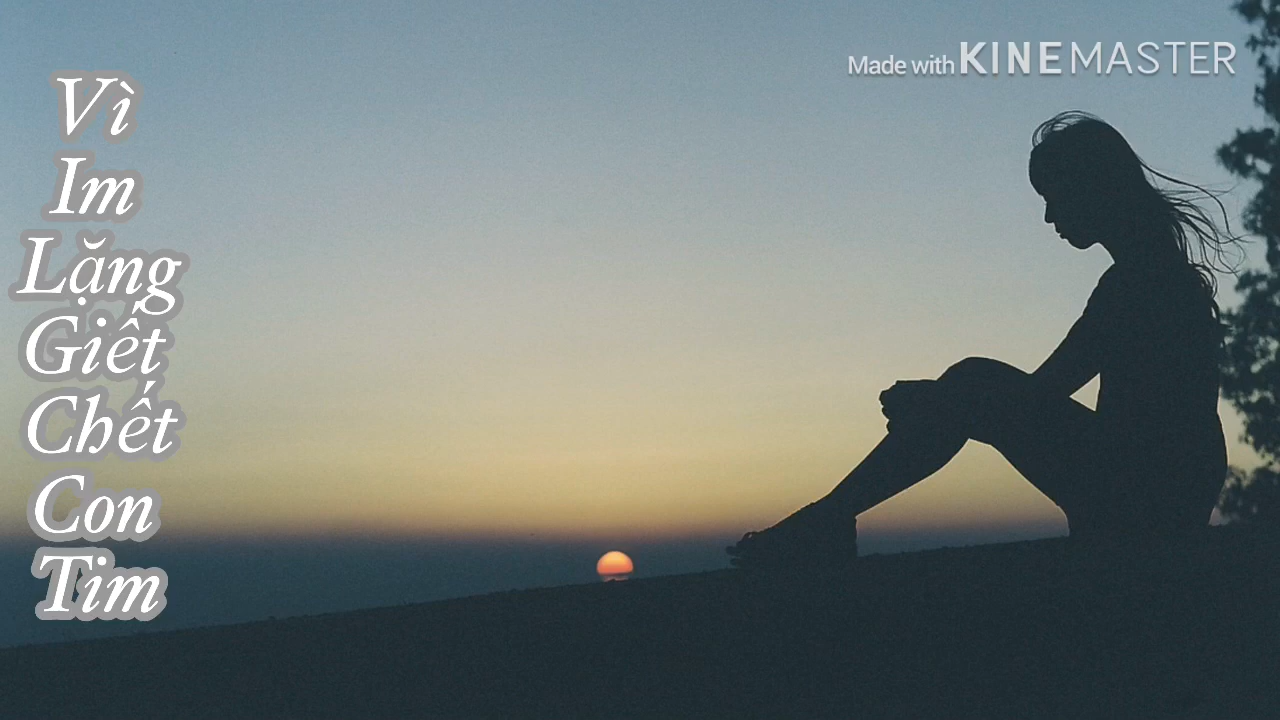 Made with KINEMASTER
Vì
Im
Lặng
Giết
Chết
Con
Tim